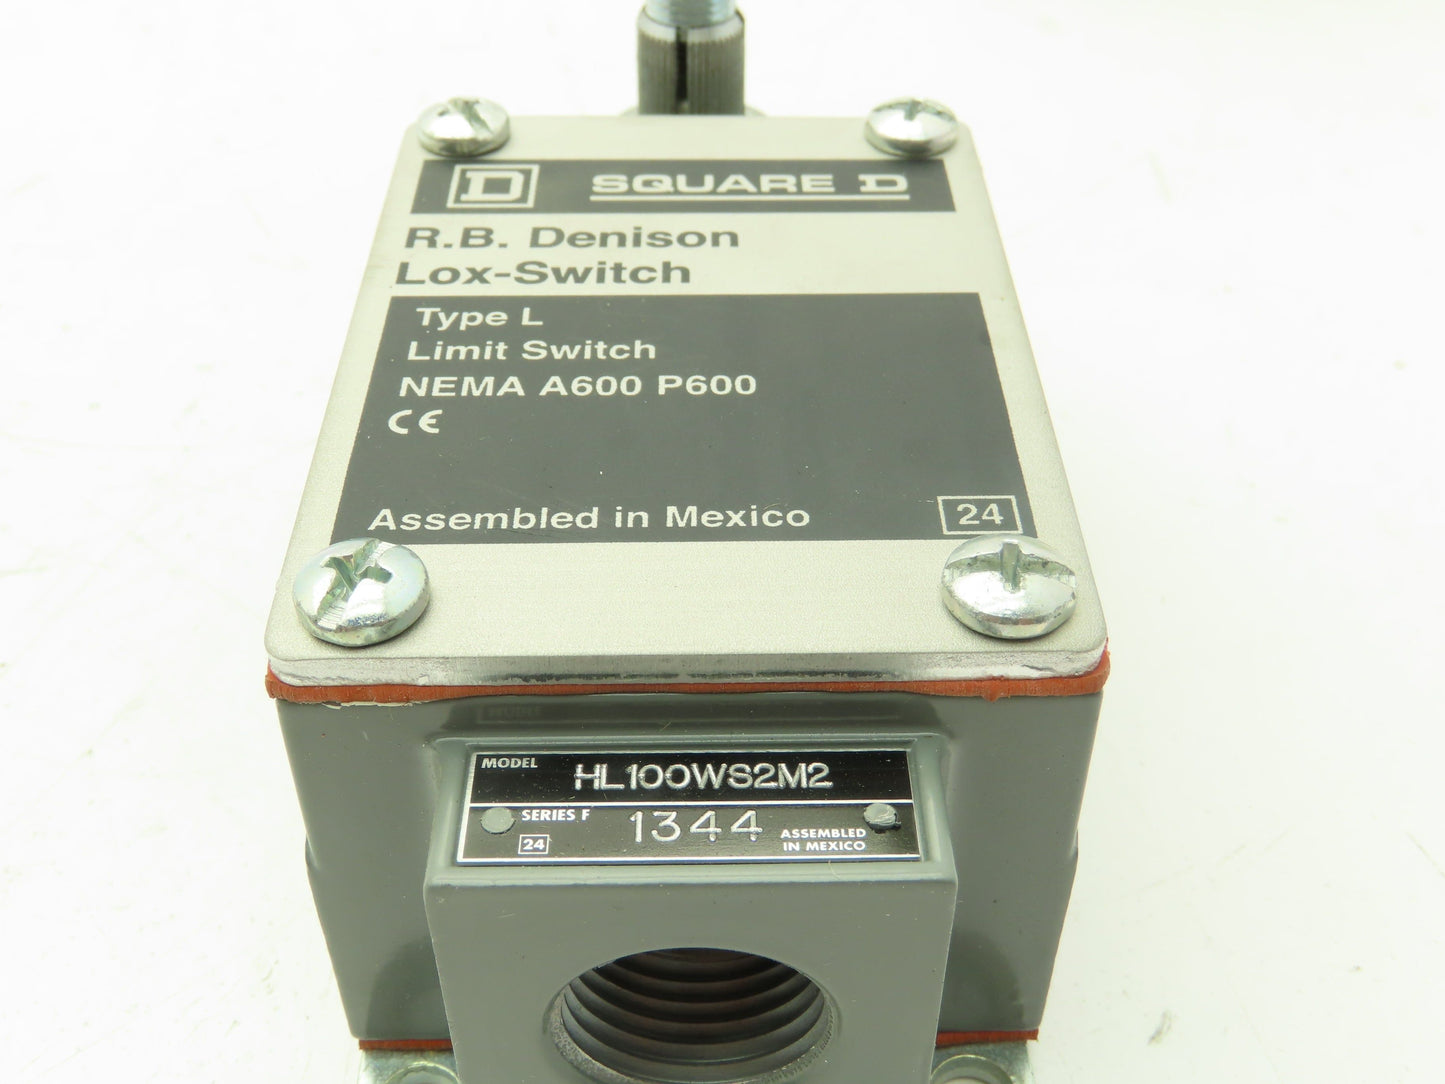 D SQUARE D
R.B. Denison
Lox-Switch
Type L
Limit Switch
NEMA A600 P600
CE
Assembled in Mexico 24
MODEL HL100WS2M2
SERIES F 1344 ASSEMBLED
24 IN MEXICO